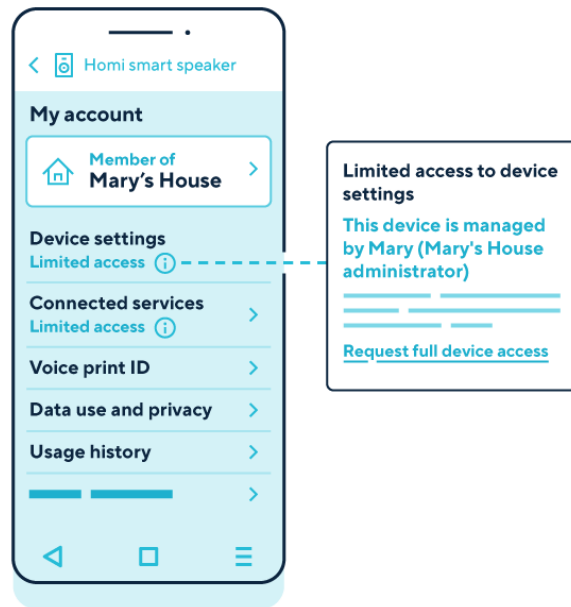 Homi smart speaker
My account
Member of
Mary’s House
Device settings
Limited access
Connected services
Limited access
Voice print ID
Data use and privacy
Usage history
Limited access to device
settings
This device is managed
by Mary (Mary's House
administrator)
Request full device access